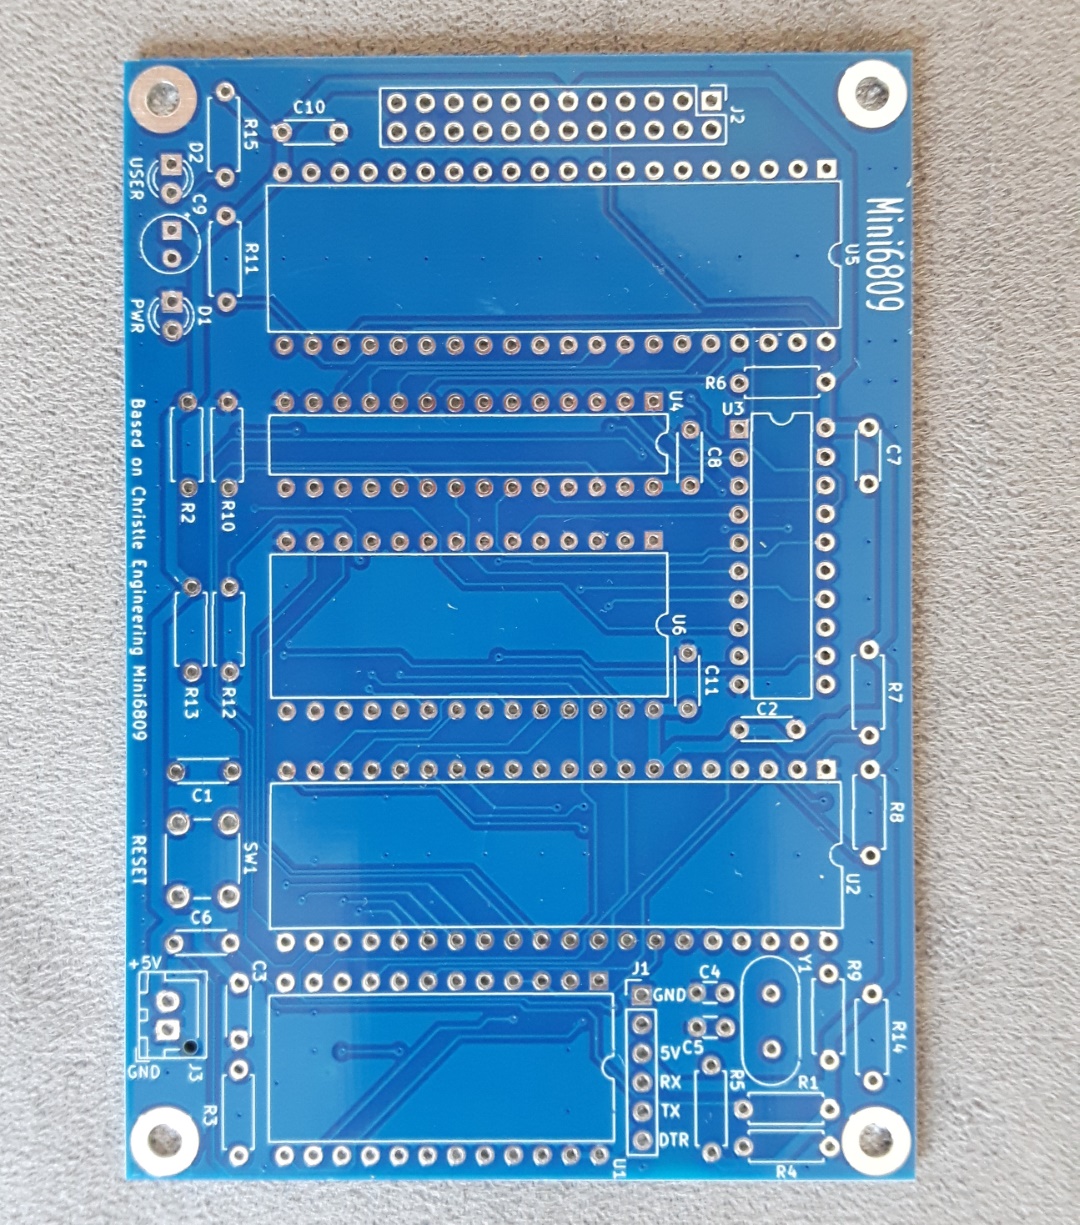 Mini6809
C7
R7
R8
R14
U5
U2
R9
Y1
R1
R4
C2
U3
R6
J2
C8
C11
R5
C4
C5
U4
U6
J1
GND
5V
RX
TX
DTR
U1
C10
R15
R11
R10
R12
SW1
C3
R3
D2
C9
D1
R2
R13
C1
C6
J3
USER
PWR
Based on Christle Engineering Mini6809
RESET
+5V
GND